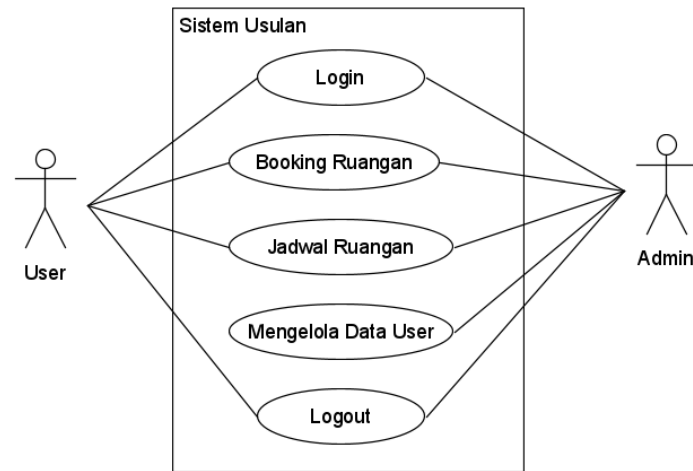 Sistem Usulan
Login
Booking Ruangan
Jadwal Ruangan
User
Admin
Mengelola Data User
Logout